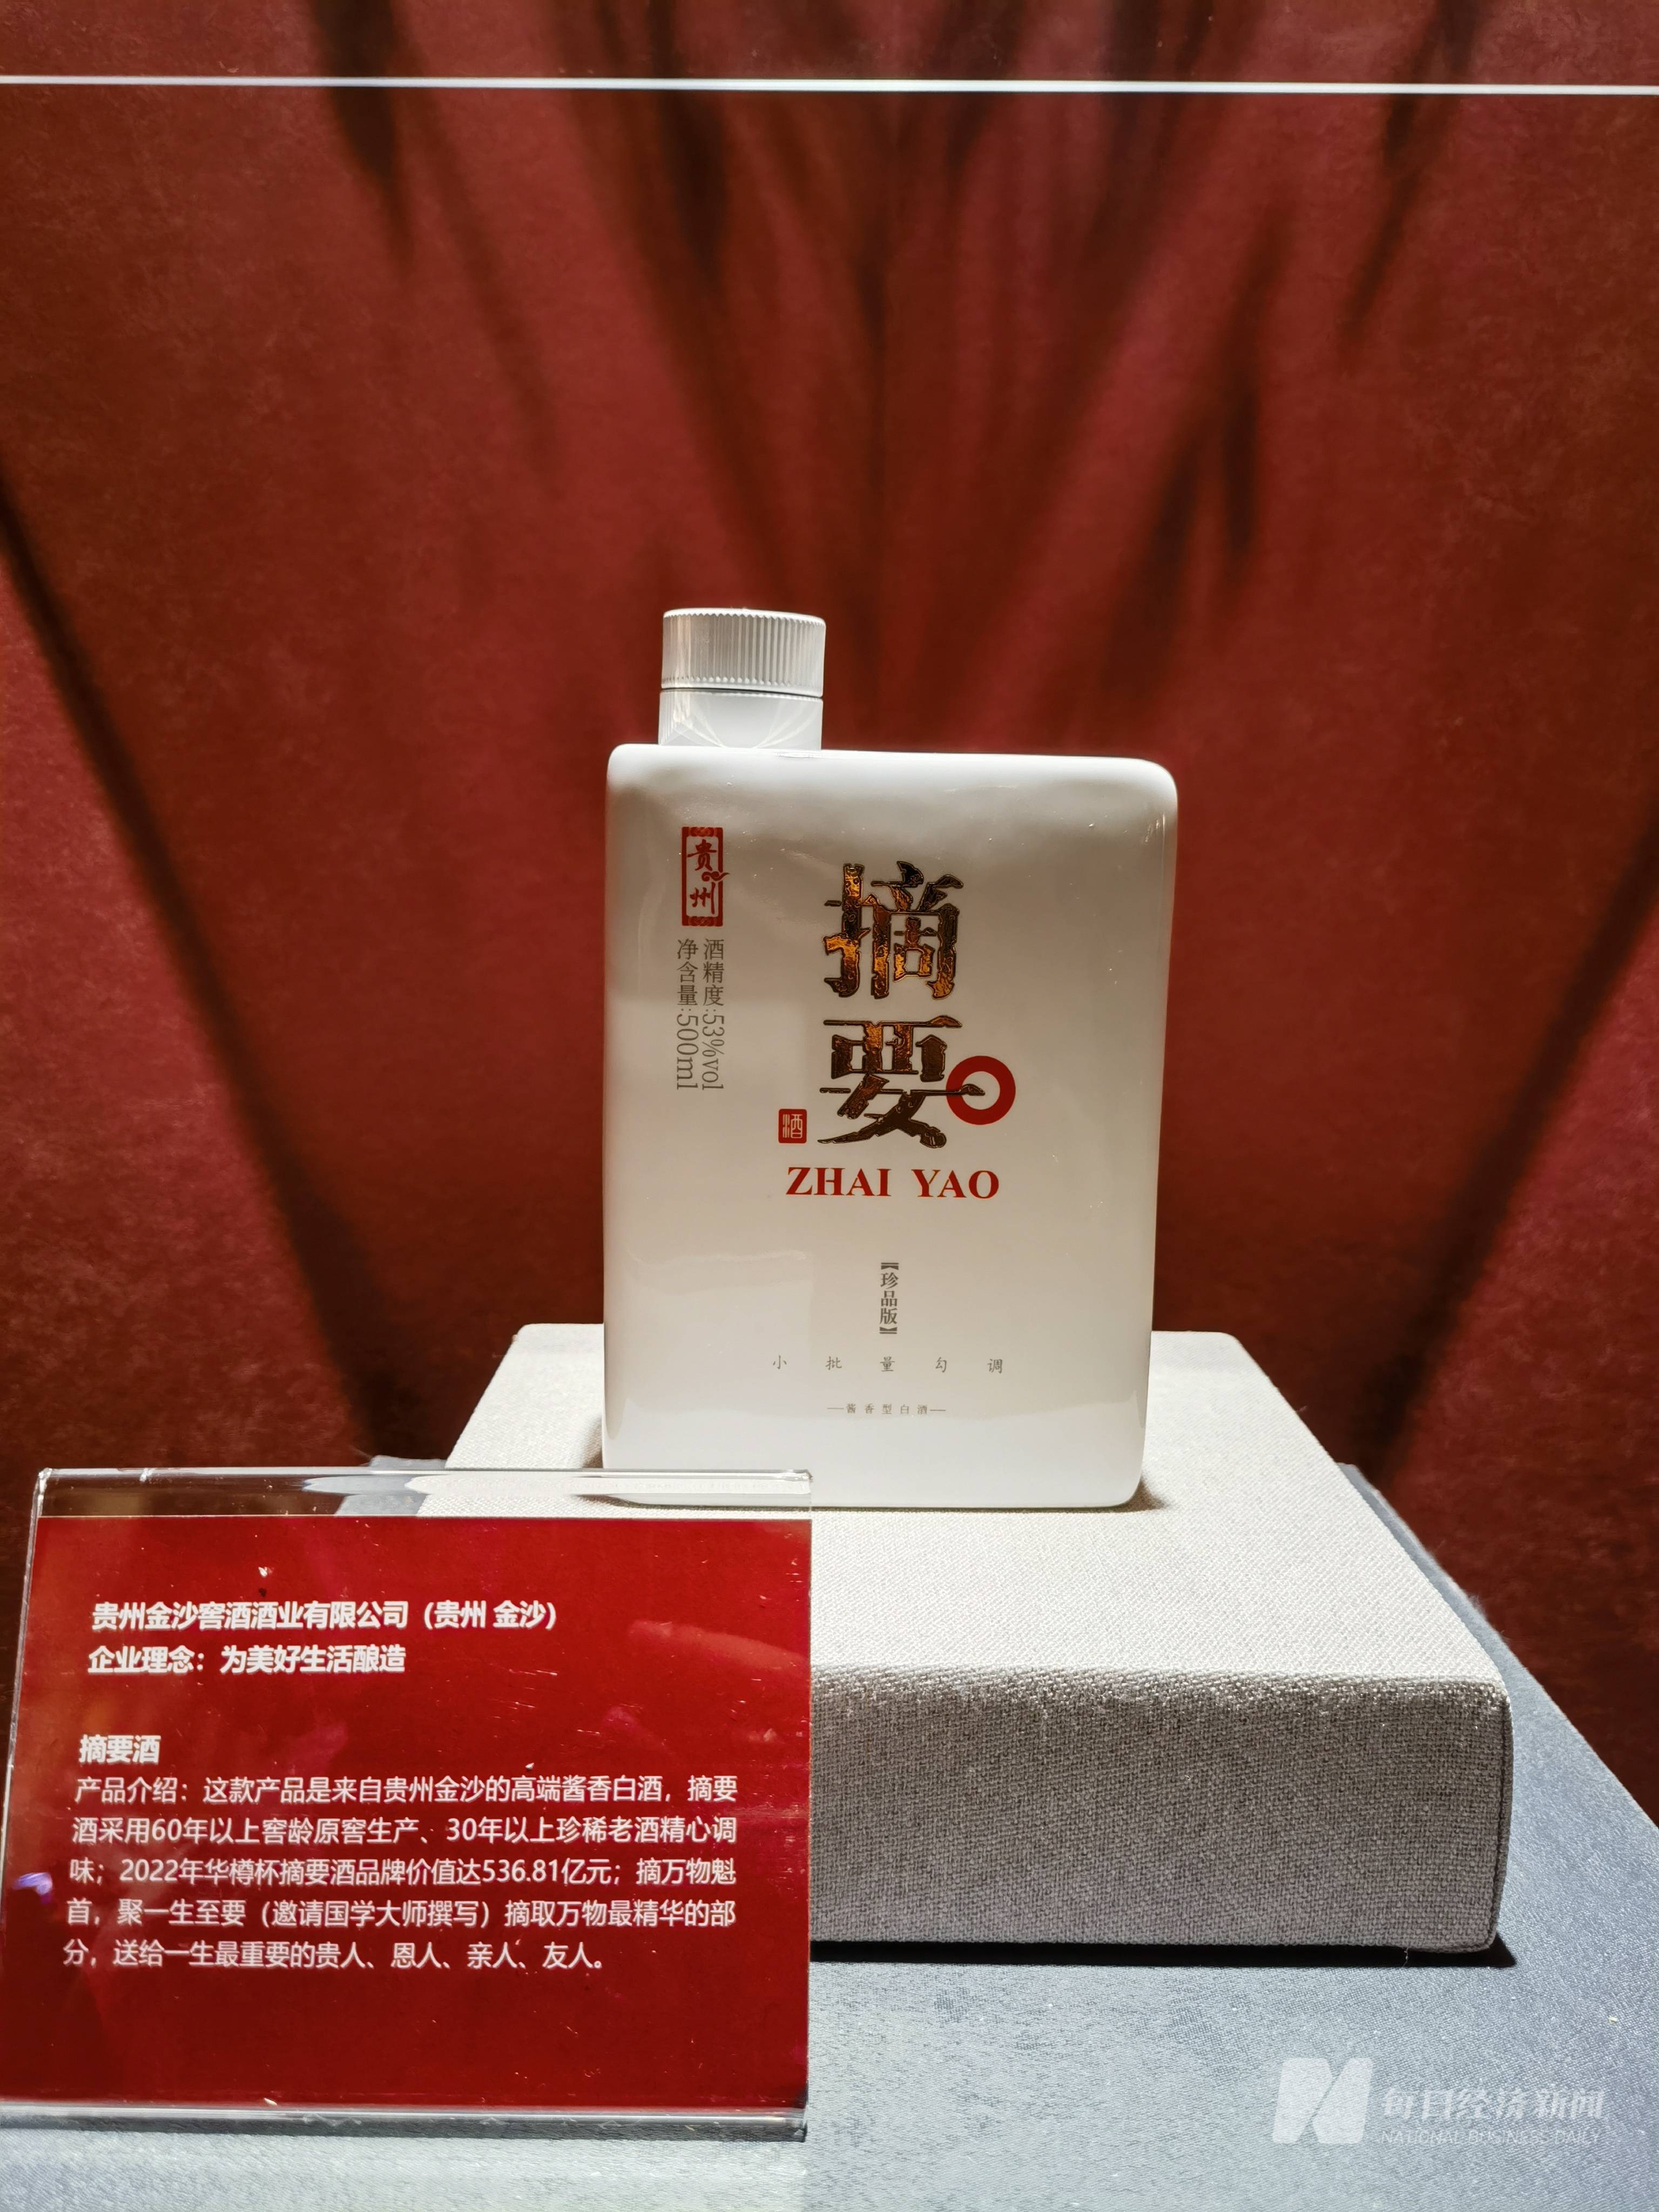 贵州
酒精度:53%vol
净含量:500ml
摘要
酒
ZHAI YAO
【珍品版】
小批量勾调
—酱香型白酒—
贵州金沙窖酒酒业有限公司（贵州 金沙）
企业理念：为美好生活酿造
摘要酒
产品介绍：这款产品是来自贵州金沙的高端酱香白酒，摘要
酒采用60年以上窖龄原窖生产、30年以上珍稀老酒精心调
味；2022年华樽杯摘要酒品牌价值达536.81亿元；摘万物魁
首，聚一生至要（邀请国学大师撰写）摘取万物最精华的部
分，送给一生最重要的贵人、恩人、亲人、友人。
每日经济新闻
NATIONAL BUSINESS DAILY